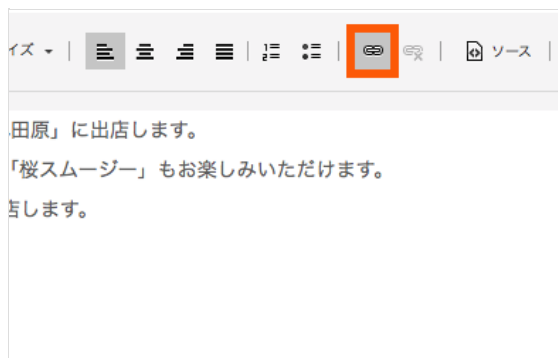 イズ
ソース
田原」に出店します。
「桜スムージー」もお楽しみいただけます。
店します。